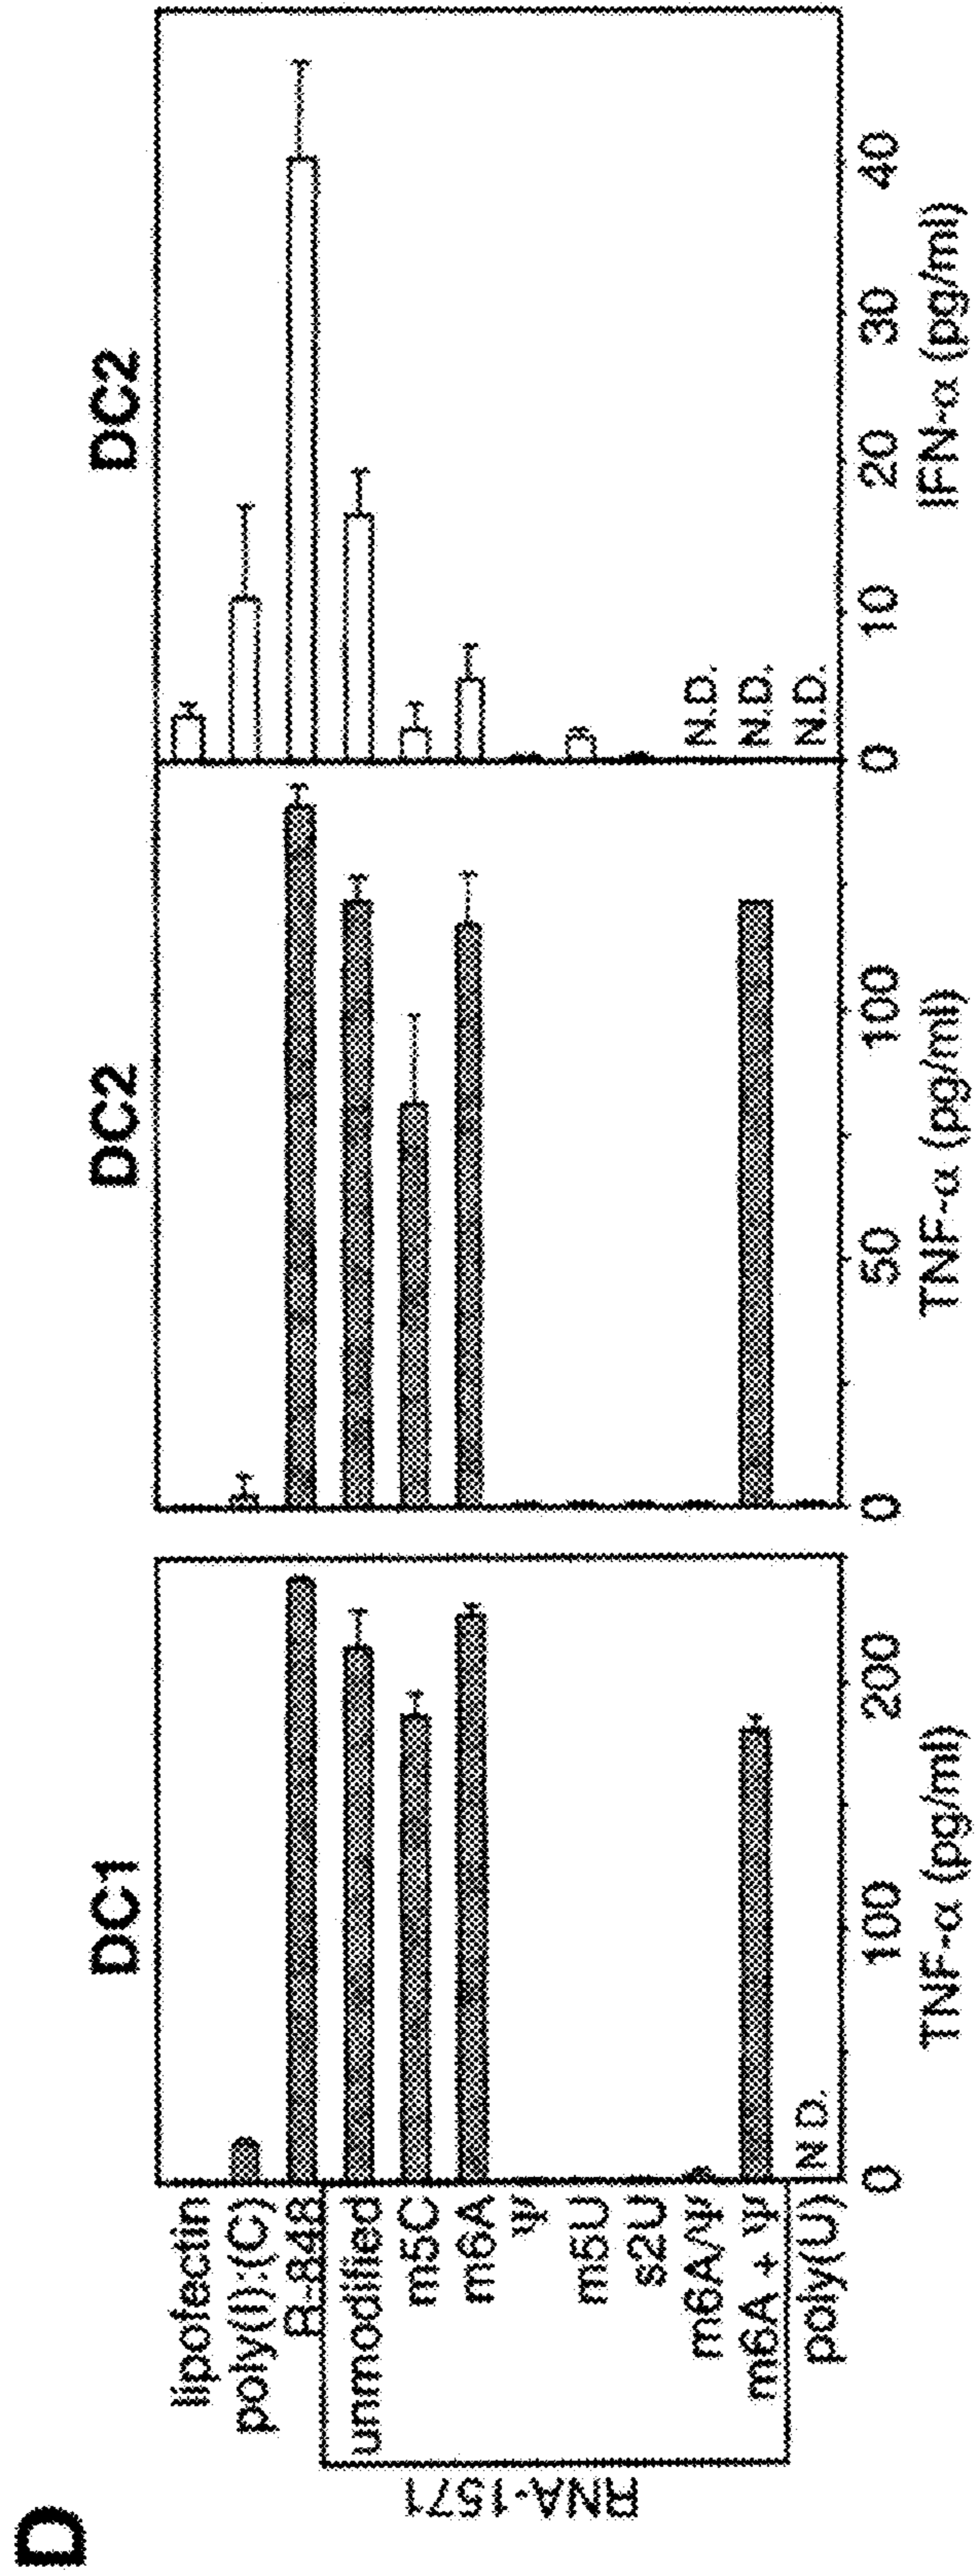 D
DC1
DC2
DC2
lipofectin
poly(I):(C)
R-848
unmodified
m5C
m6A
Ψ
m5U
s2U
m6A/Ψ
m6A + Ψ
poly(U)
RNA-1571
N D.
N.D.
N.D.
N.D.
0 100 200
TNF-α (pg/ml)
0 50 100
TNF-α (pg/ml)
0 10 20 30 40
IFN-α (pg/ml)